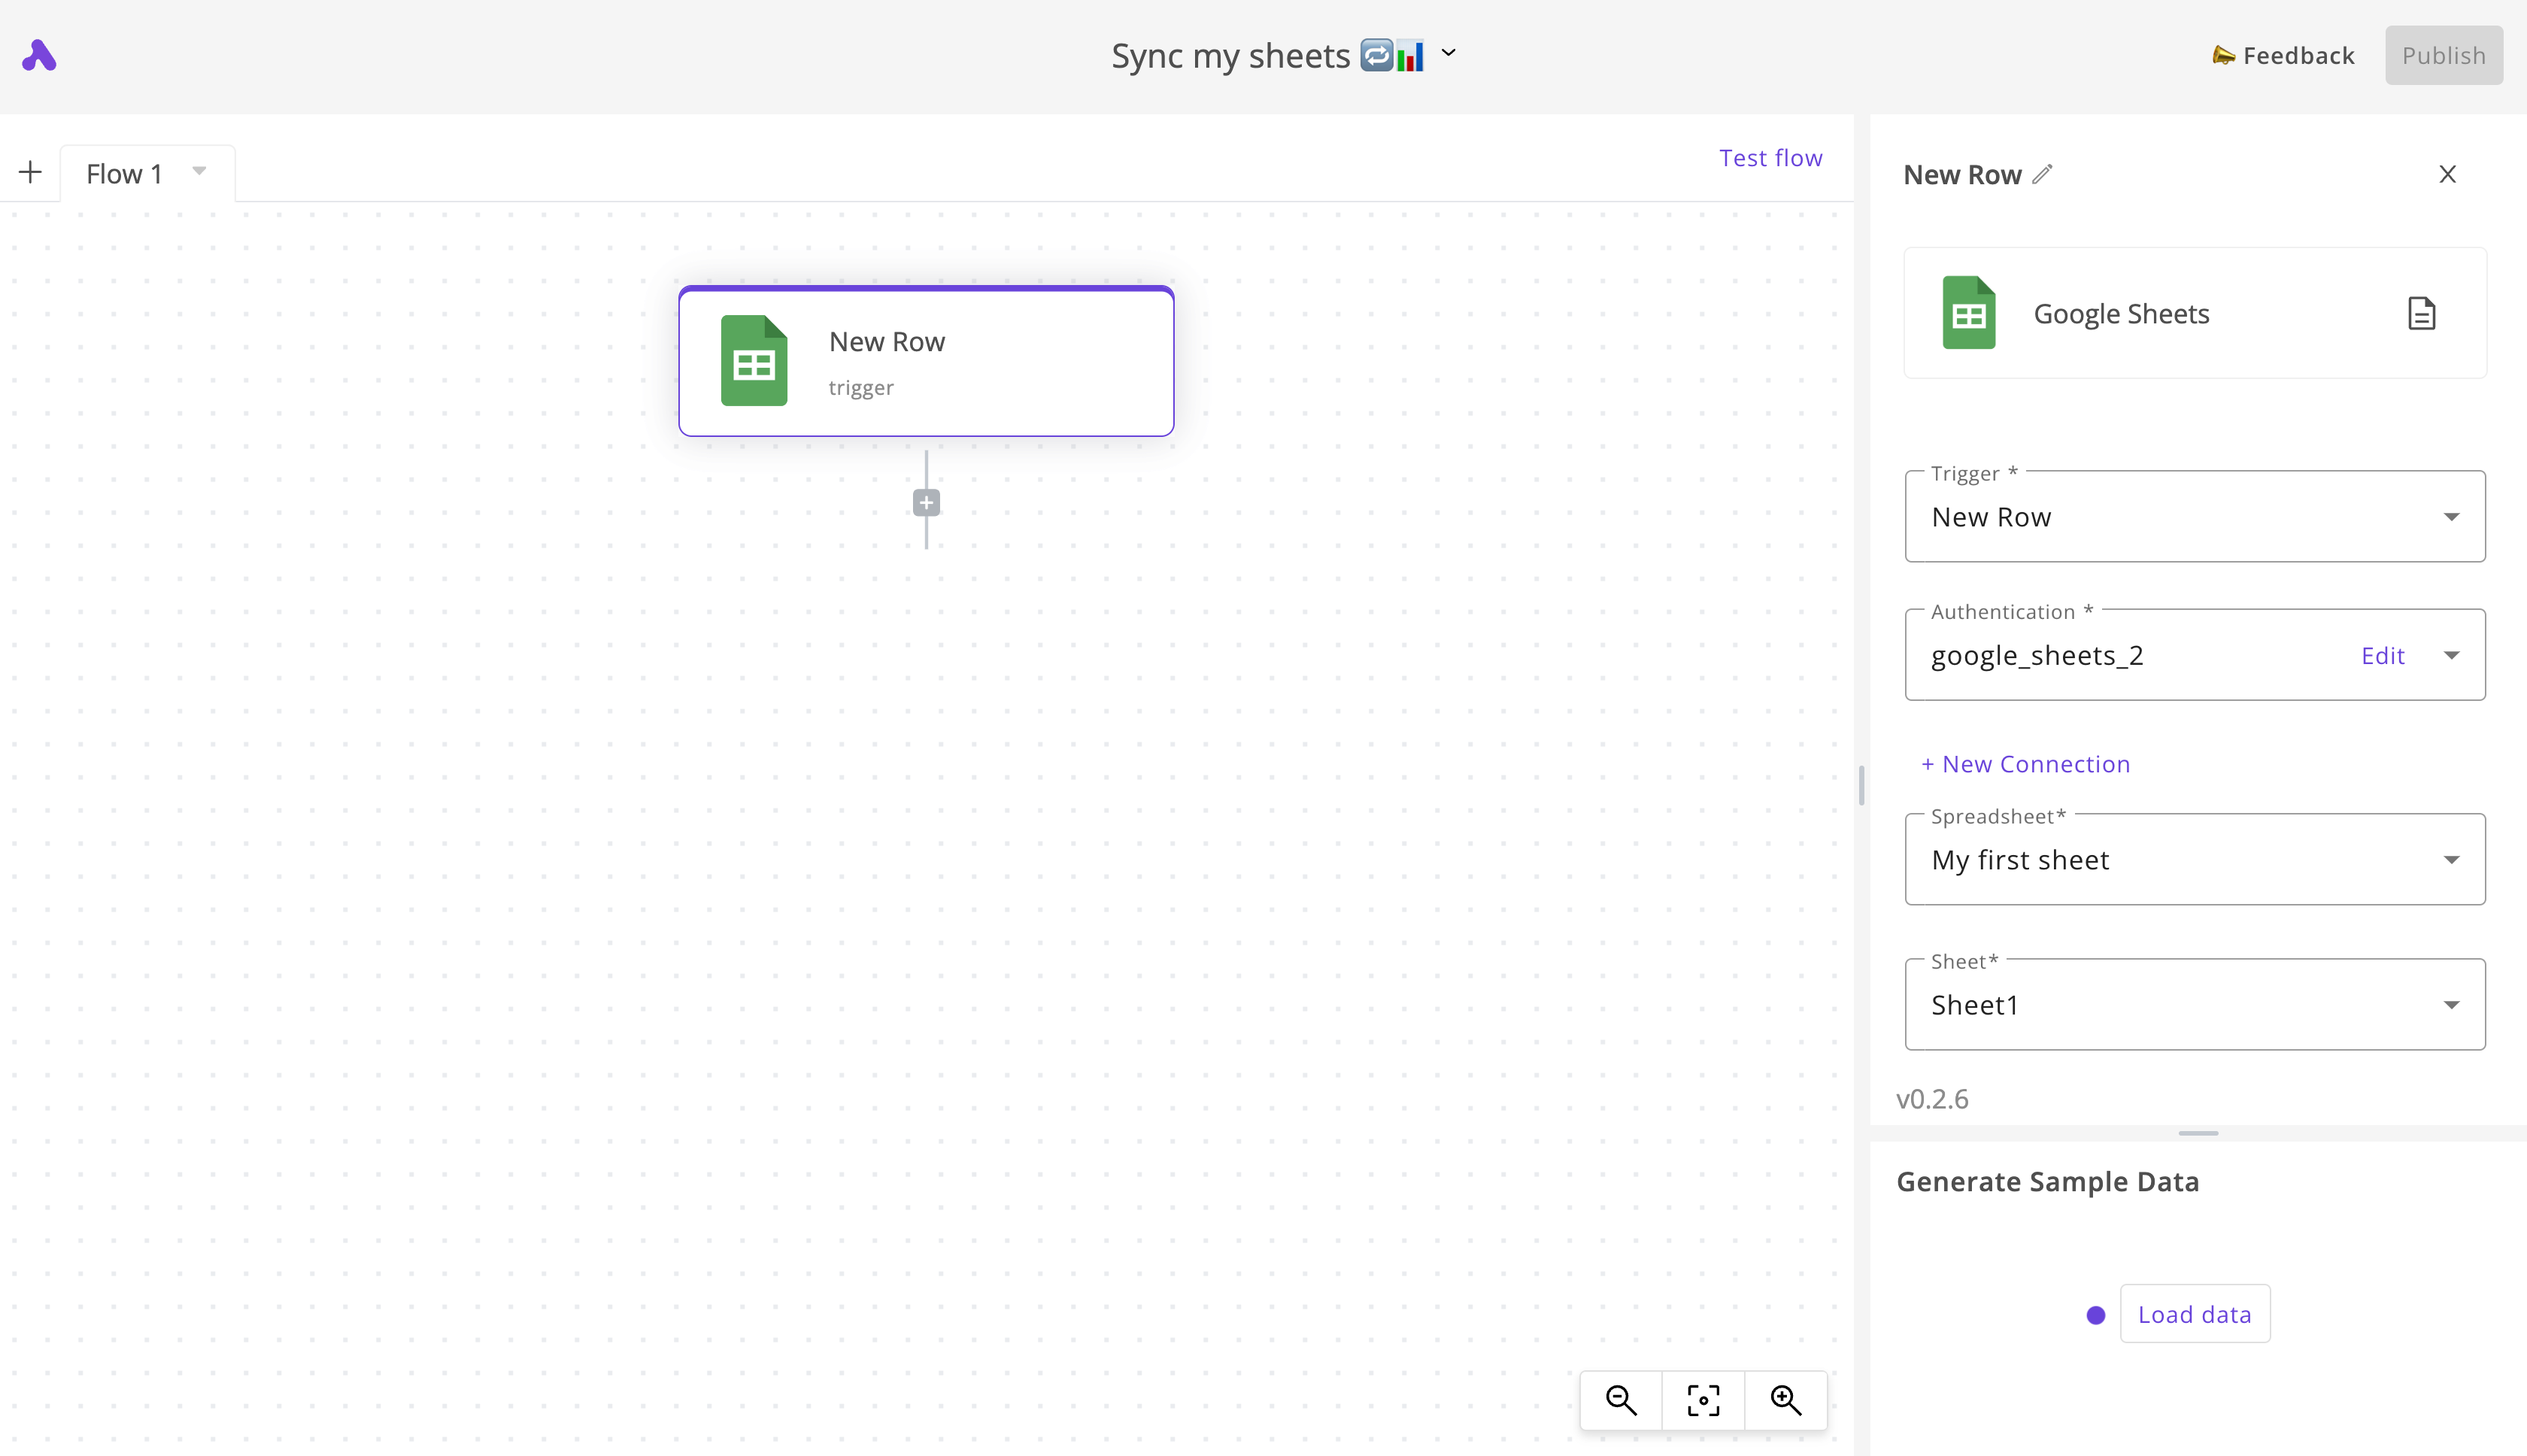 Sync my sheets 🔁📊
Feedback
Publish
Flow 1
Test flow
New Row
trigger
New Row
Google Sheets
Trigger *
New Row
Authentication *
google_sheets_2
Edit
+ New Connection
Spreadsheet*
My first sheet
Sheet*
Sheet1
v0.2.6
Generate Sample Data
Load data